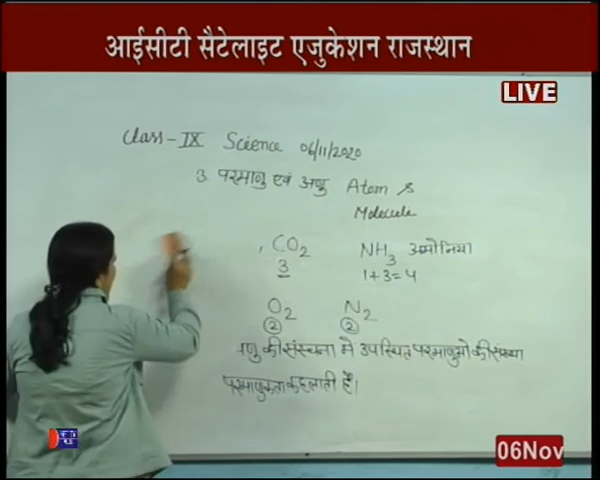 आईसीटी सैटेलाइट एजुकेशन राजस्थान
LIVE
Class-IX Science 06/11/2020
3 परमाणु एवं अणु Atom &
Molecule
CO2 NH3 अमोनिया
3 1+3=4
O2 N2
2 2
णु की संरचना में उपस्थित परमाणुओं की संख्या
परमाणुकता कहलाती है।
06Nov